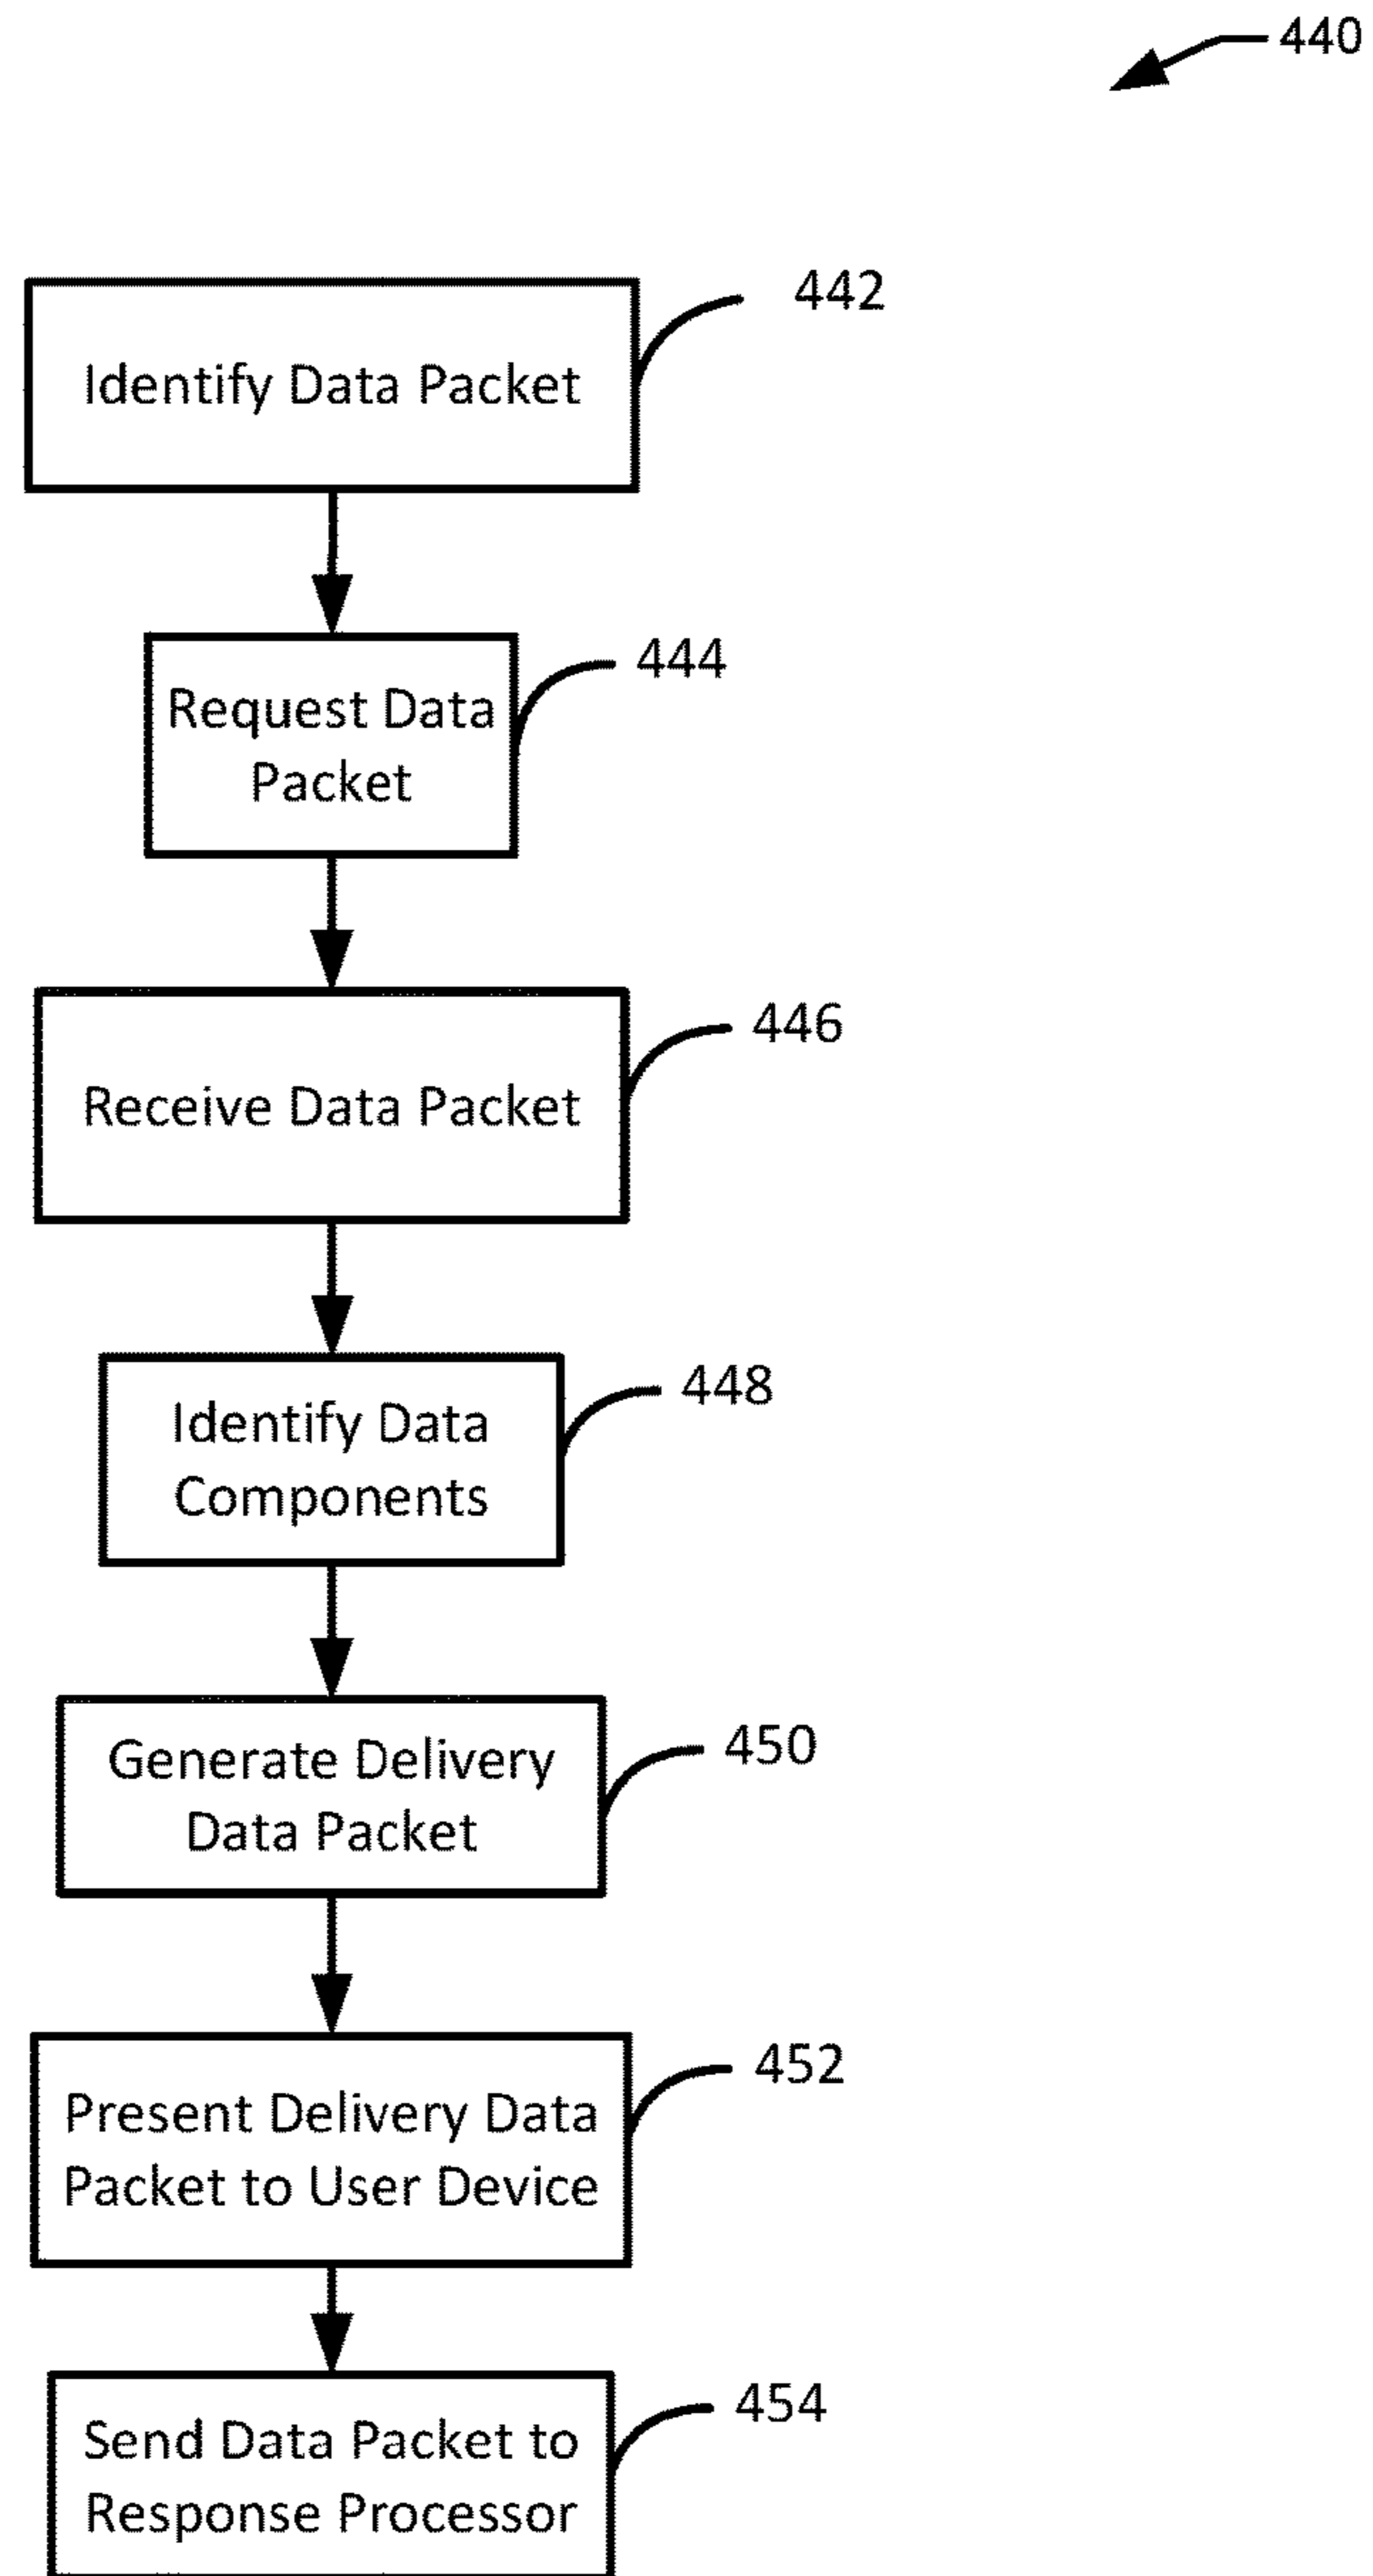 440
442
Identify Data Packet
444
Request Data
Packet
446
Receive Data Packet
448
Identify Data
Components
450
Generate Delivery
Data Packet
452
Present Delivery Data
Packet to User Device
454
Send Data Packet to
Response Processor